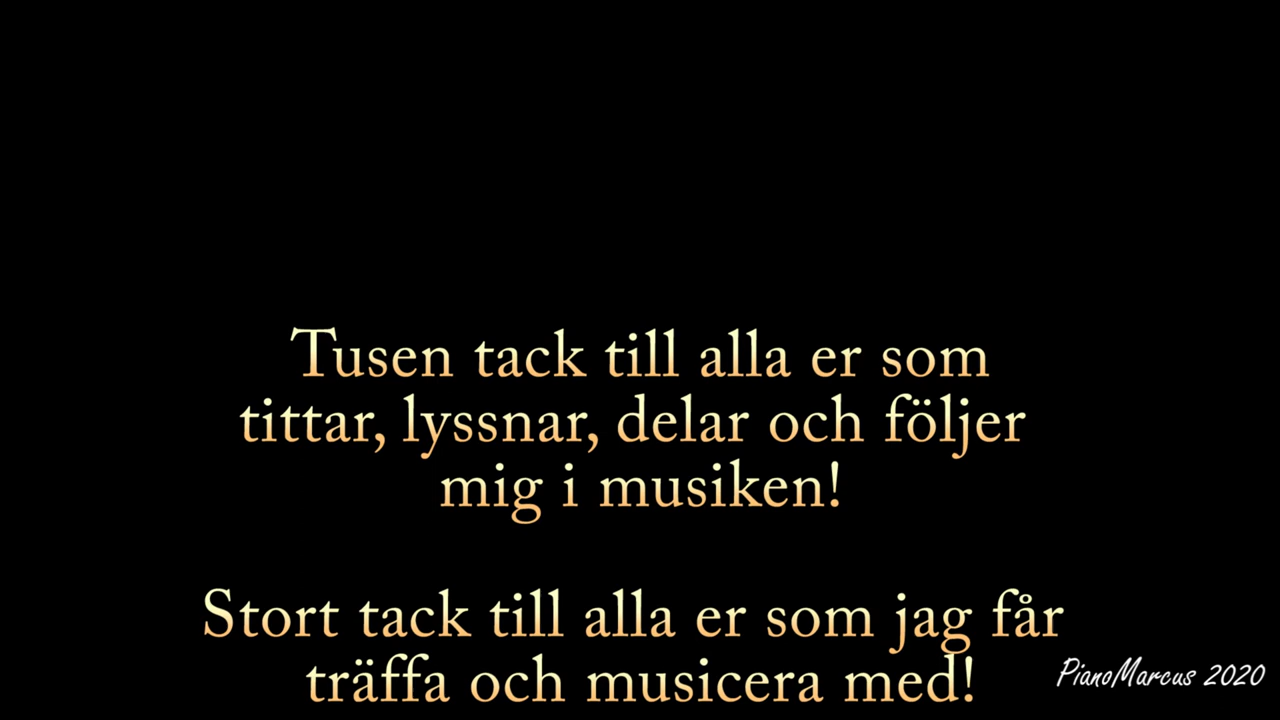 Tusen tack till alla er som
tittar, lyssnar, delar och följer
mig i musiken!
Stort tack till alla er som jag får
träffa och musicera med!
PianoMarcus 2020